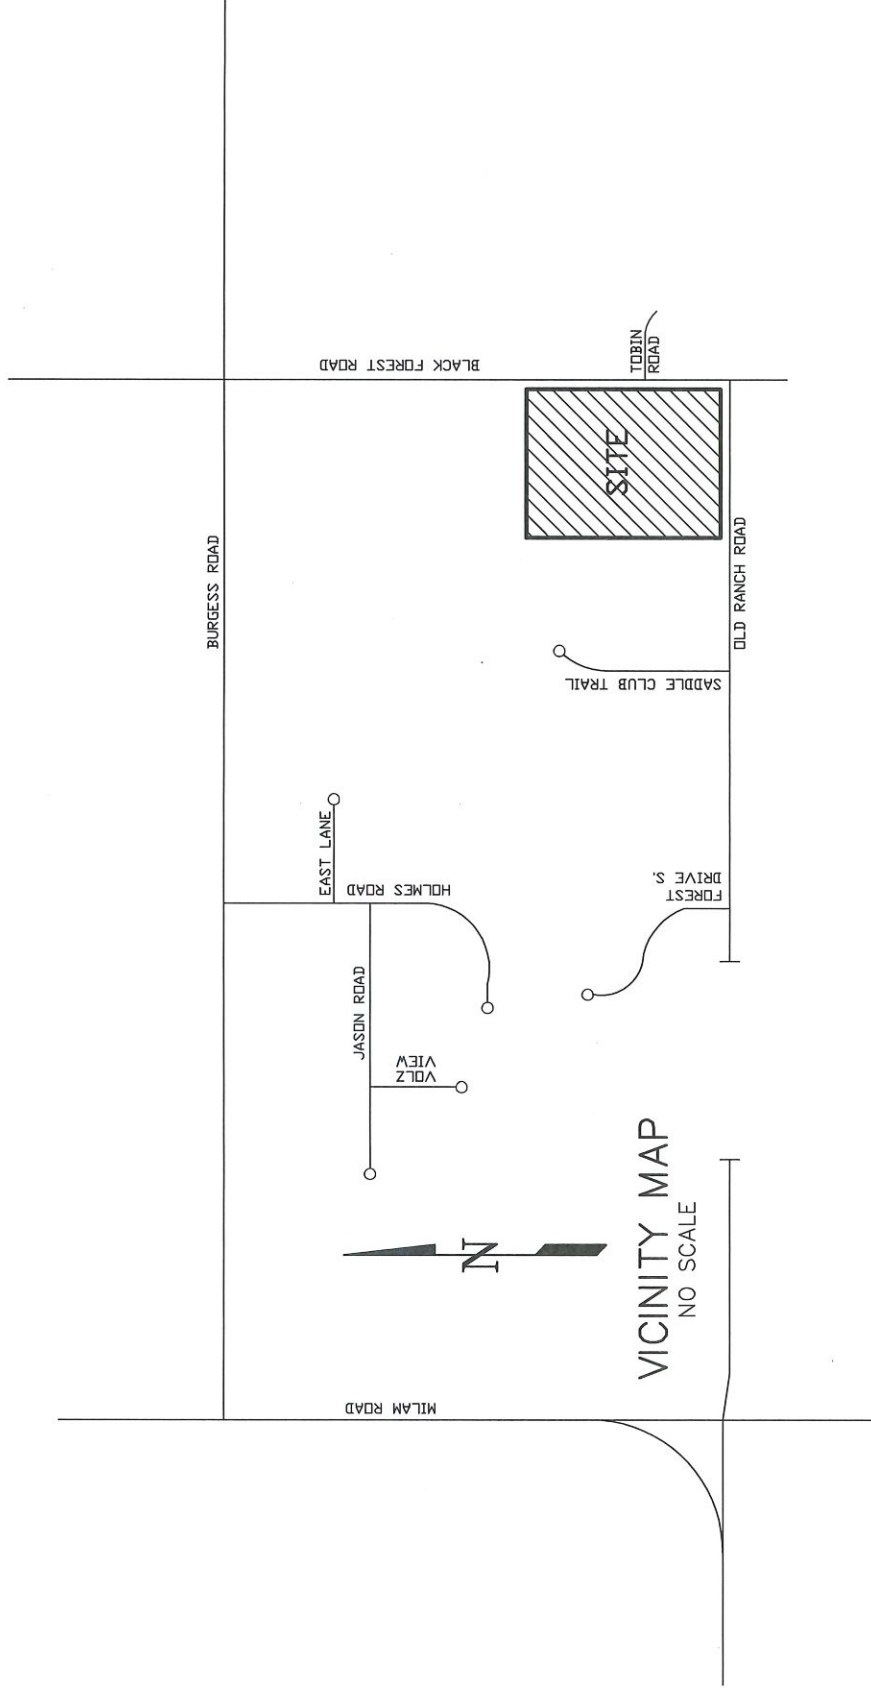 BURGESS ROAD
BLACK FOREST ROAD
TOBIN
ROAD
SITE
OLD RANCH ROAD
SADDLE CLUB TRAIL
EAST LANE
HOLMES ROAD
FOREST
DRIVE S.
JASON ROAD
VOLZ
VIEW
N
MILAM ROAD
VICINITY MAP
NO SCALE